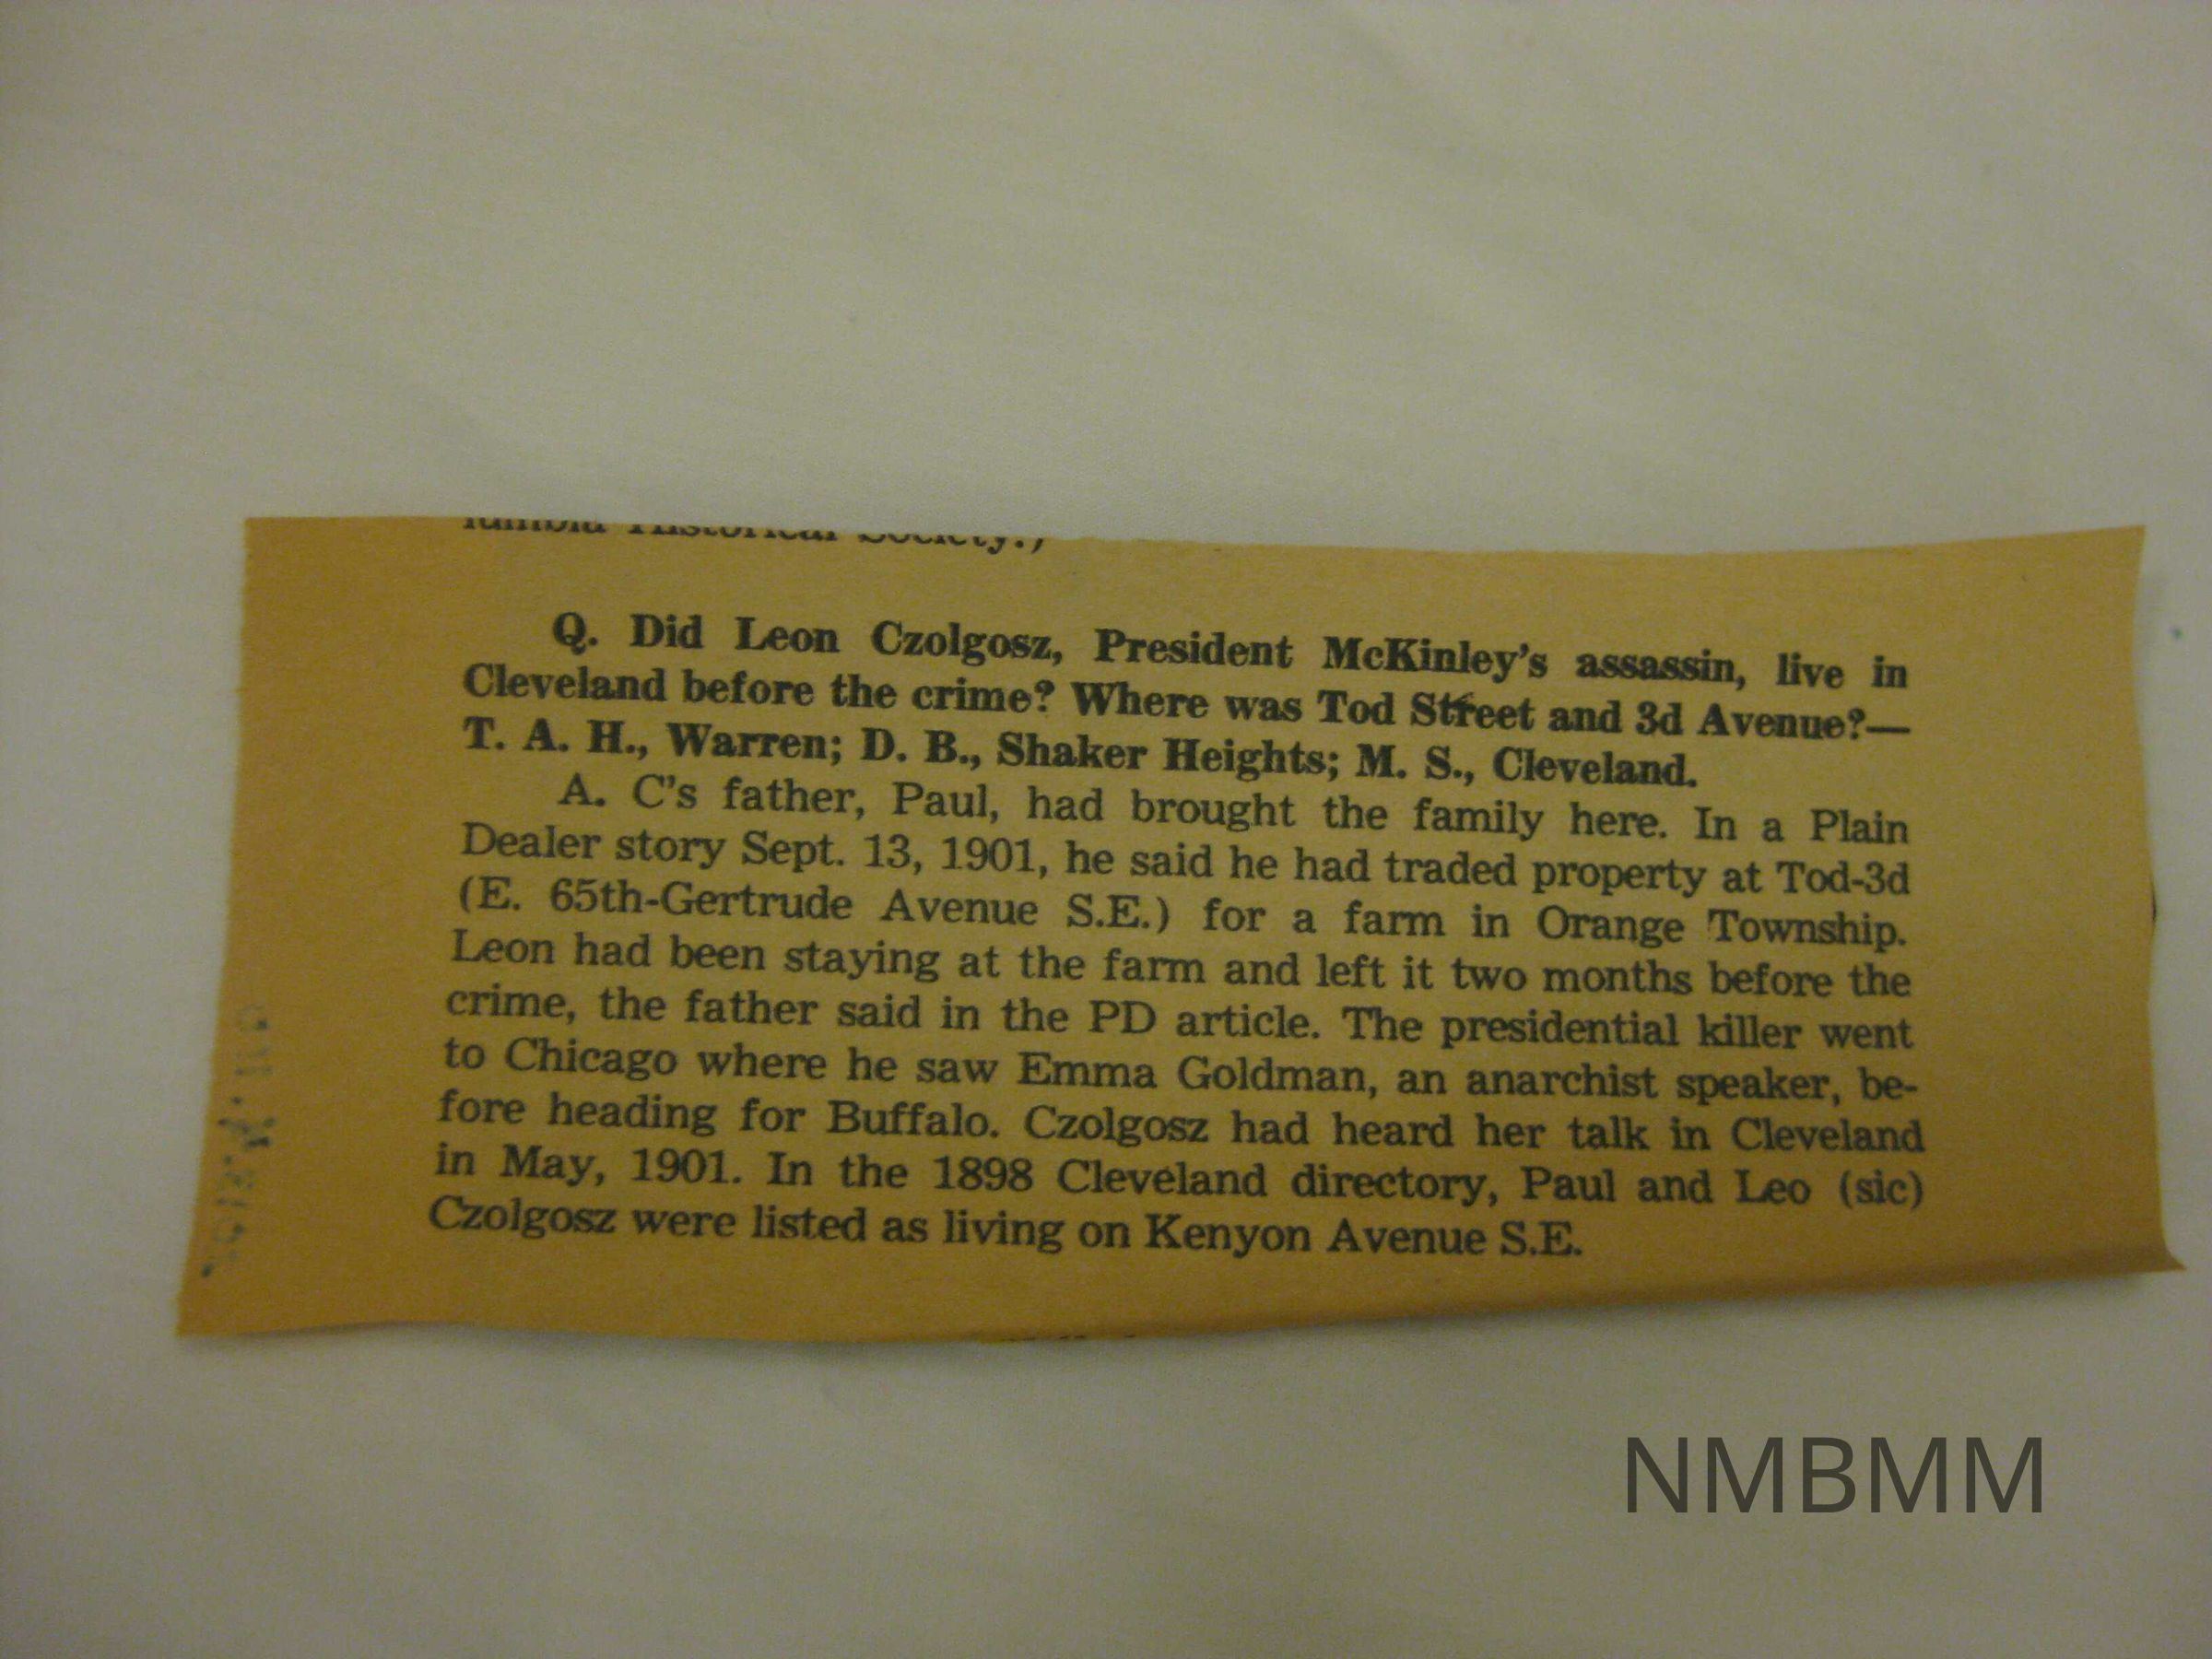 Historical Society.)
Q. Did Leon Czolgosz, President McKinley's assassin, live in
Cleveland before the crime? Where was Tod Street and 3d Avenue?—
T. A. H., Warren; D. B., Shaker Heights; M. S., Cleveland.
A. C's father, Paul, had brought the family here. In a Plain
Dealer story Sept. 13, 1901, he said he had traded property at Tod-3d
(E. 65th-Gertrude Avenue S.E.) for a farm in Orange Township.
Leon had been staying at the farm and left it two months before the
crime, the father said in the PD article. The presidential killer went
to Chicago where he saw Emma Goldman, an anarchist speaker, be-
fore heading for Buffalo. Czolgosz had heard her talk in Cleveland
in May, 1901. In the 1898 Cleveland directory, Paul and Leo (sic)
Czolgosz were listed as living on Kenyon Avenue S.E.
NMBMM